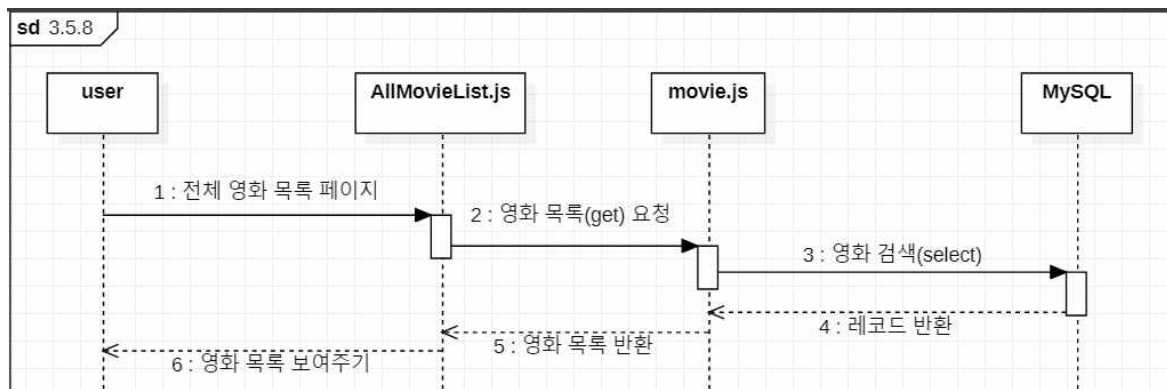 sd 3.5.8
user
AllMovieList.js
movie.js
MySQL
1 : 전체 영화 목록 페이지
2 : 영화 목록(get) 요청
3 : 영화 검색(select)
4 : 레코드 반환
5 : 영화 목록 반환
6 : 영화 목록 보여주기